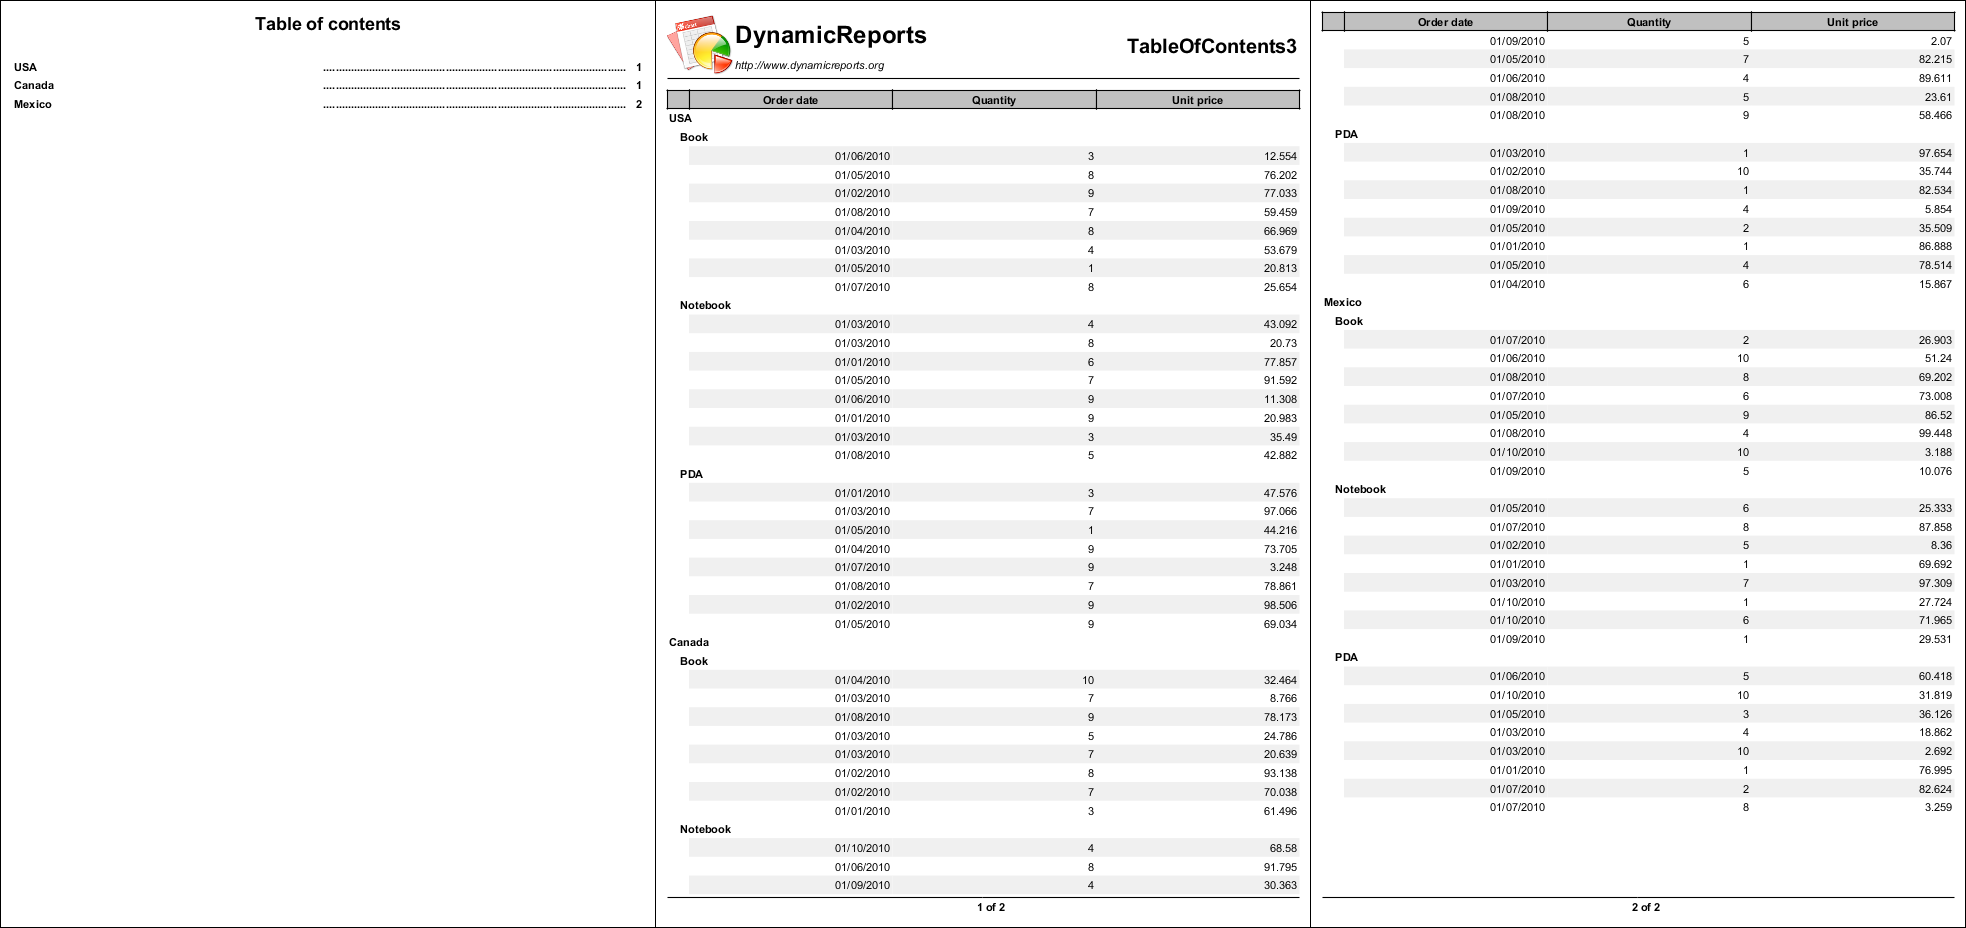 Table of contents
USA ........................................................................................................ 1
Canada ........................................................................................................ 1
Mexico ........................................................................................................ 2
DynamicReports
TableOfContents3
http://www.dynamicreports.org
Order date Quantity Unit price
USA
Book
01/06/2010 3 12.554
01/05/2010 8 76.202
01/02/2010 9 77.033
01/08/2010 7 59.459
01/04/2010 8 66.969
01/03/2010 4 53.679
01/05/2010 1 20.813
01/07/2010 8 25.654
Notebook
01/03/2010 4 43.092
01/03/2010 8 20.73
01/01/2010 6 77.857
01/05/2010 7 91.592
01/06/2010 9 11.308
01/01/2010 9 20.983
01/03/2010 3 35.49
01/08/2010 5 42.882
PDA
01/01/2010 3 47.576
01/03/2010 7 97.066
01/05/2010 1 44.216
01/04/2010 9 73.705
01/07/2010 9 3.248
01/08/2010 7 78.861
01/02/2010 9 98.506
01/05/2010 9 69.034
Canada
Book
01/04/2010 10 32.464
01/03/2010 7 8.766
01/08/2010 9 78.173
01/03/2010 5 24.786
01/03/2010 7 20.639
01/02/2010 8 93.138
01/02/2010 7 70.038
01/01/2010 3 61.496
Notebook
01/10/2010 4 68.58
01/06/2010 8 91.795
01/09/2010 4 30.363
1 of 2
Order date Quantity Unit price
01/09/2010 5 2.07
01/05/2010 7 82.215
01/06/2010 4 89.611
01/08/2010 5 23.61
01/08/2010 9 58.466
PDA
01/03/2010 1 97.654
01/02/2010 10 35.744
01/08/2010 1 82.534
01/09/2010 4 5.854
01/05/2010 2 35.509
01/01/2010 1 86.888
01/05/2010 4 78.514
01/04/2010 6 15.867
Mexico
Book
01/07/2010 2 26.903
01/06/2010 10 51.24
01/08/2010 8 69.202
01/07/2010 6 73.008
01/05/2010 9 86.52
01/08/2010 4 99.448
01/10/2010 10 3.188
01/09/2010 5 10.076
Notebook
01/05/2010 6 25.333
01/07/2010 8 87.858
01/02/2010 5 8.36
01/01/2010 1 69.692
01/03/2010 7 97.309
01/10/2010 1 27.724
01/10/2010 6 71.965
01/09/2010 1 29.531
PDA
01/06/2010 5 60.418
01/10/2010 10 31.819
01/05/2010 3 36.126
01/03/2010 4 18.862
01/03/2010 10 2.692
01/01/2010 1 76.995
01/07/2010 2 82.624
01/07/2010 8 3.259
2 of 2